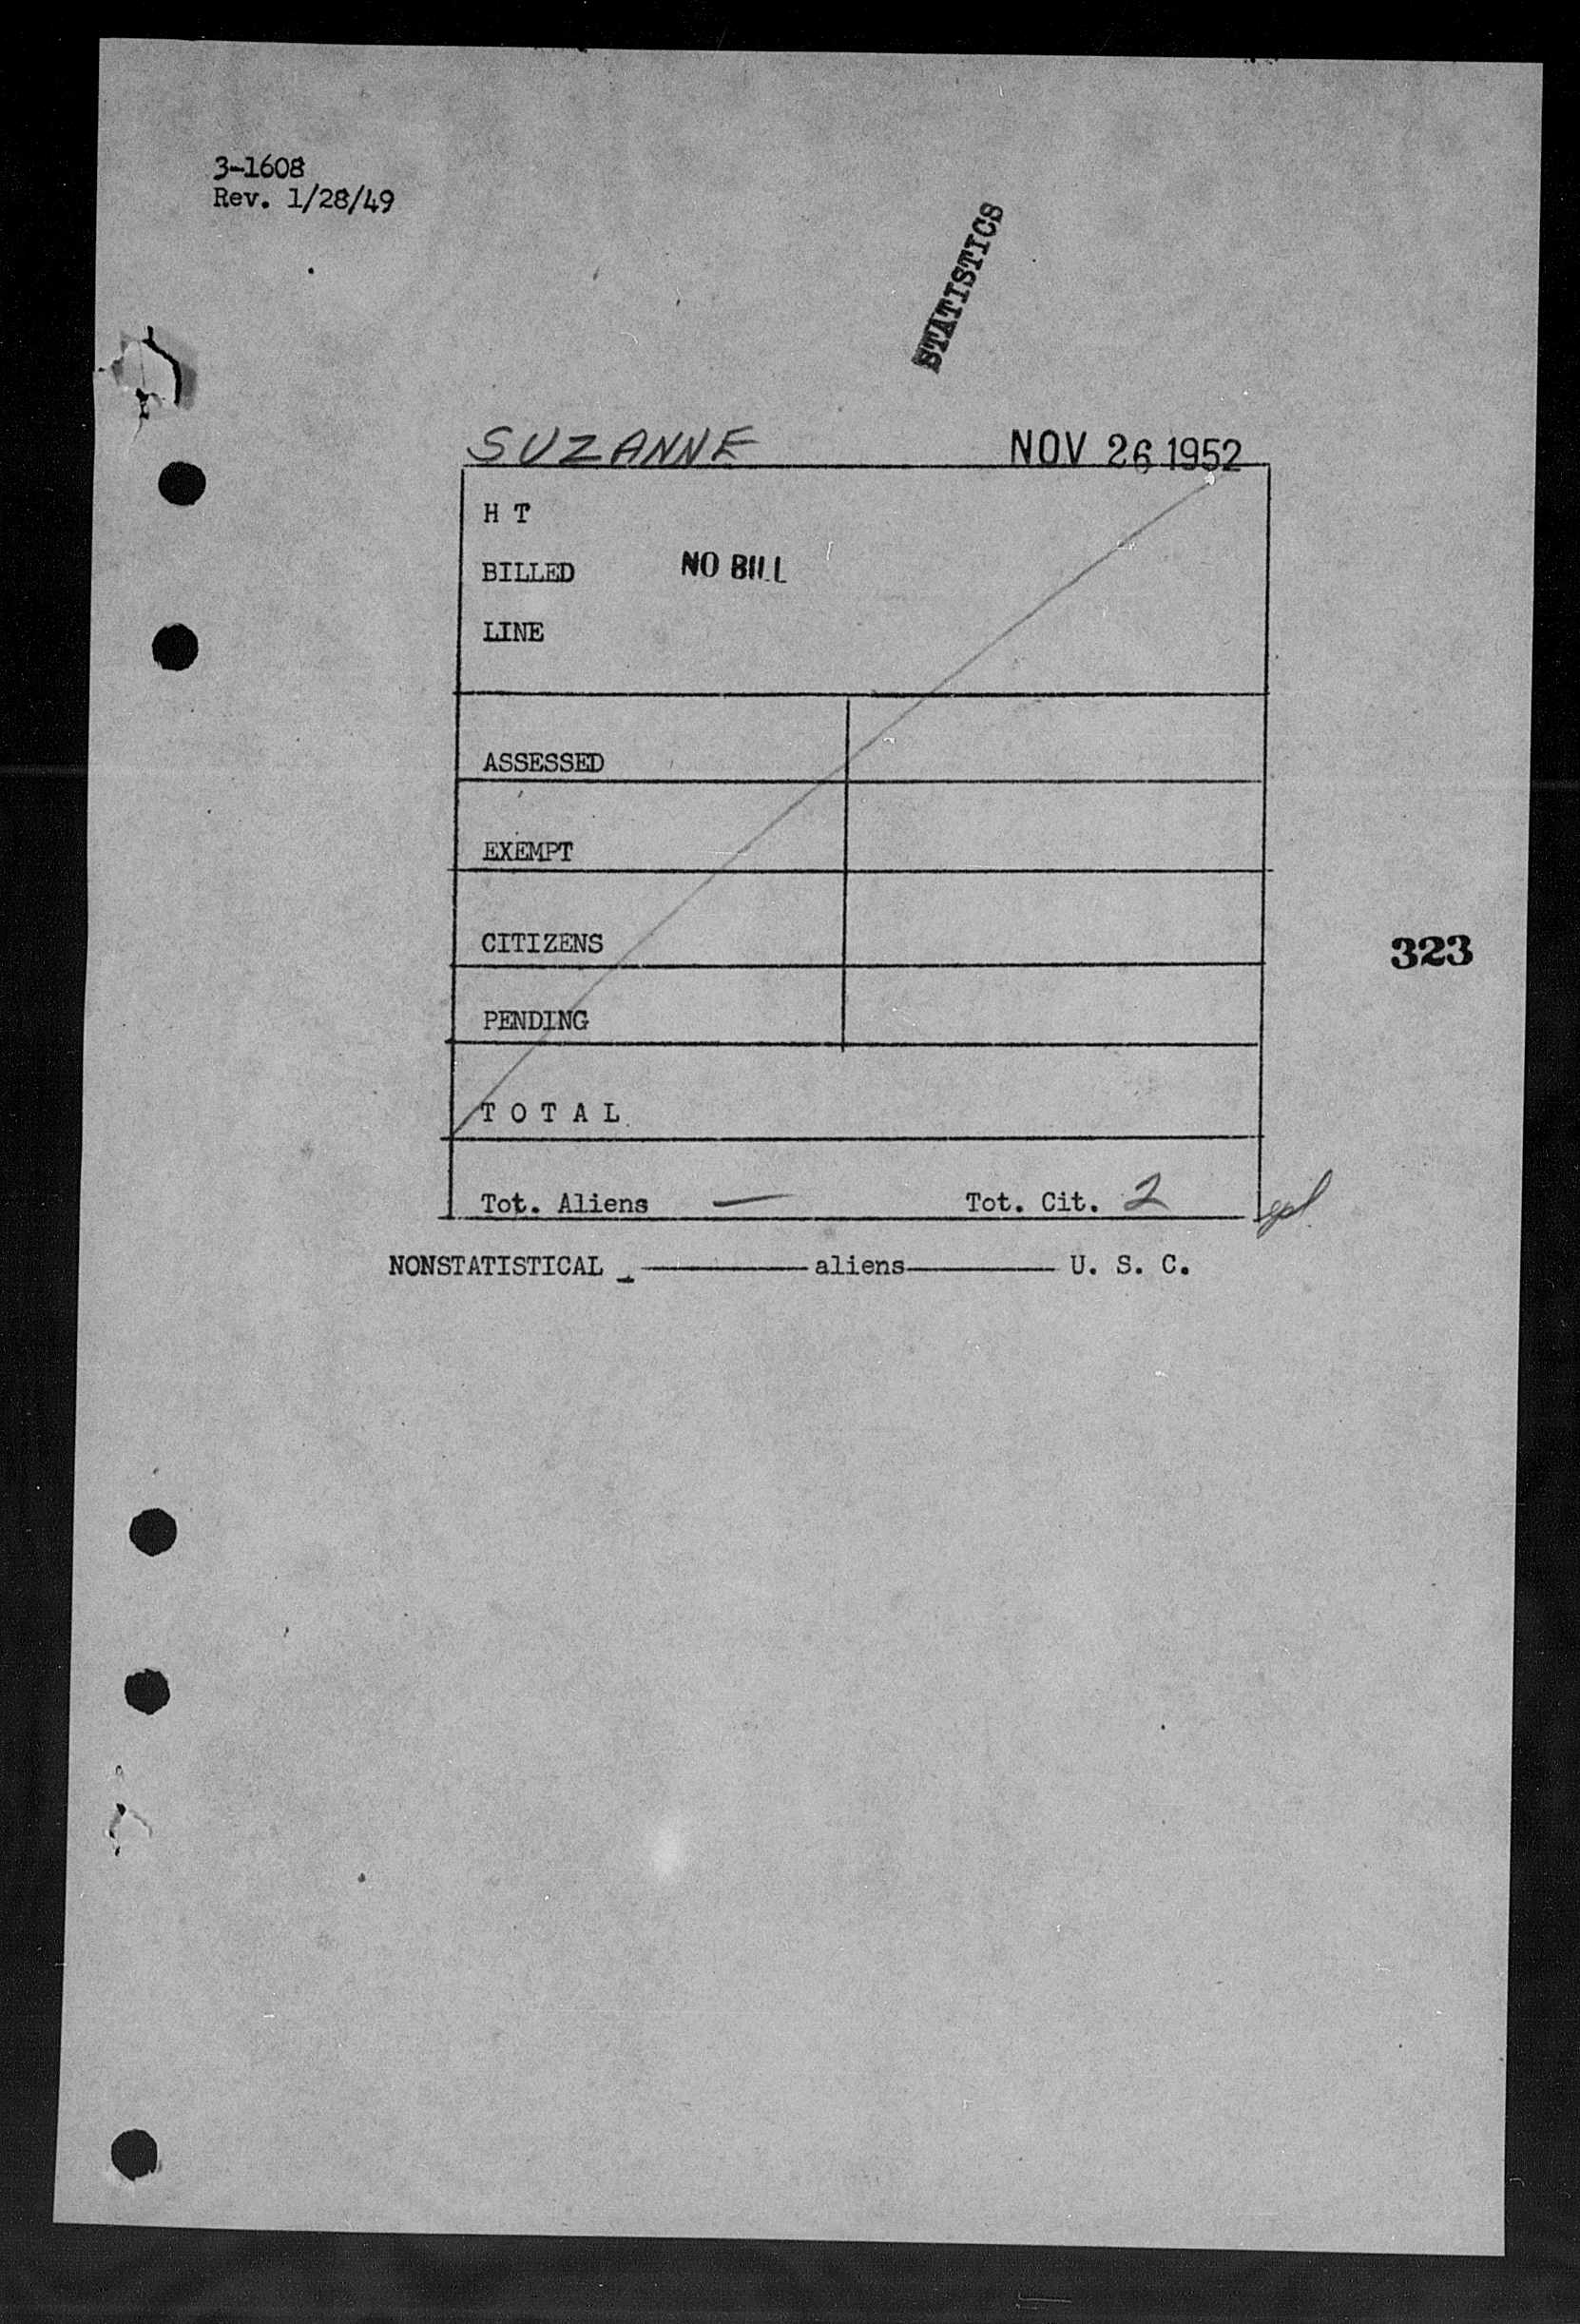 3-1608
Rev. 1/28/49
STATISTICS
SUZANNE NOV 26 1952
H T
BILLED NO BILL
LINE
ASSESSED
EXEMPT
CITIZENS
323
PENDING
T O T A L
Tot. Aliens — Tot. Cit. 2
NONSTATISTICAL aliens U. S. C.